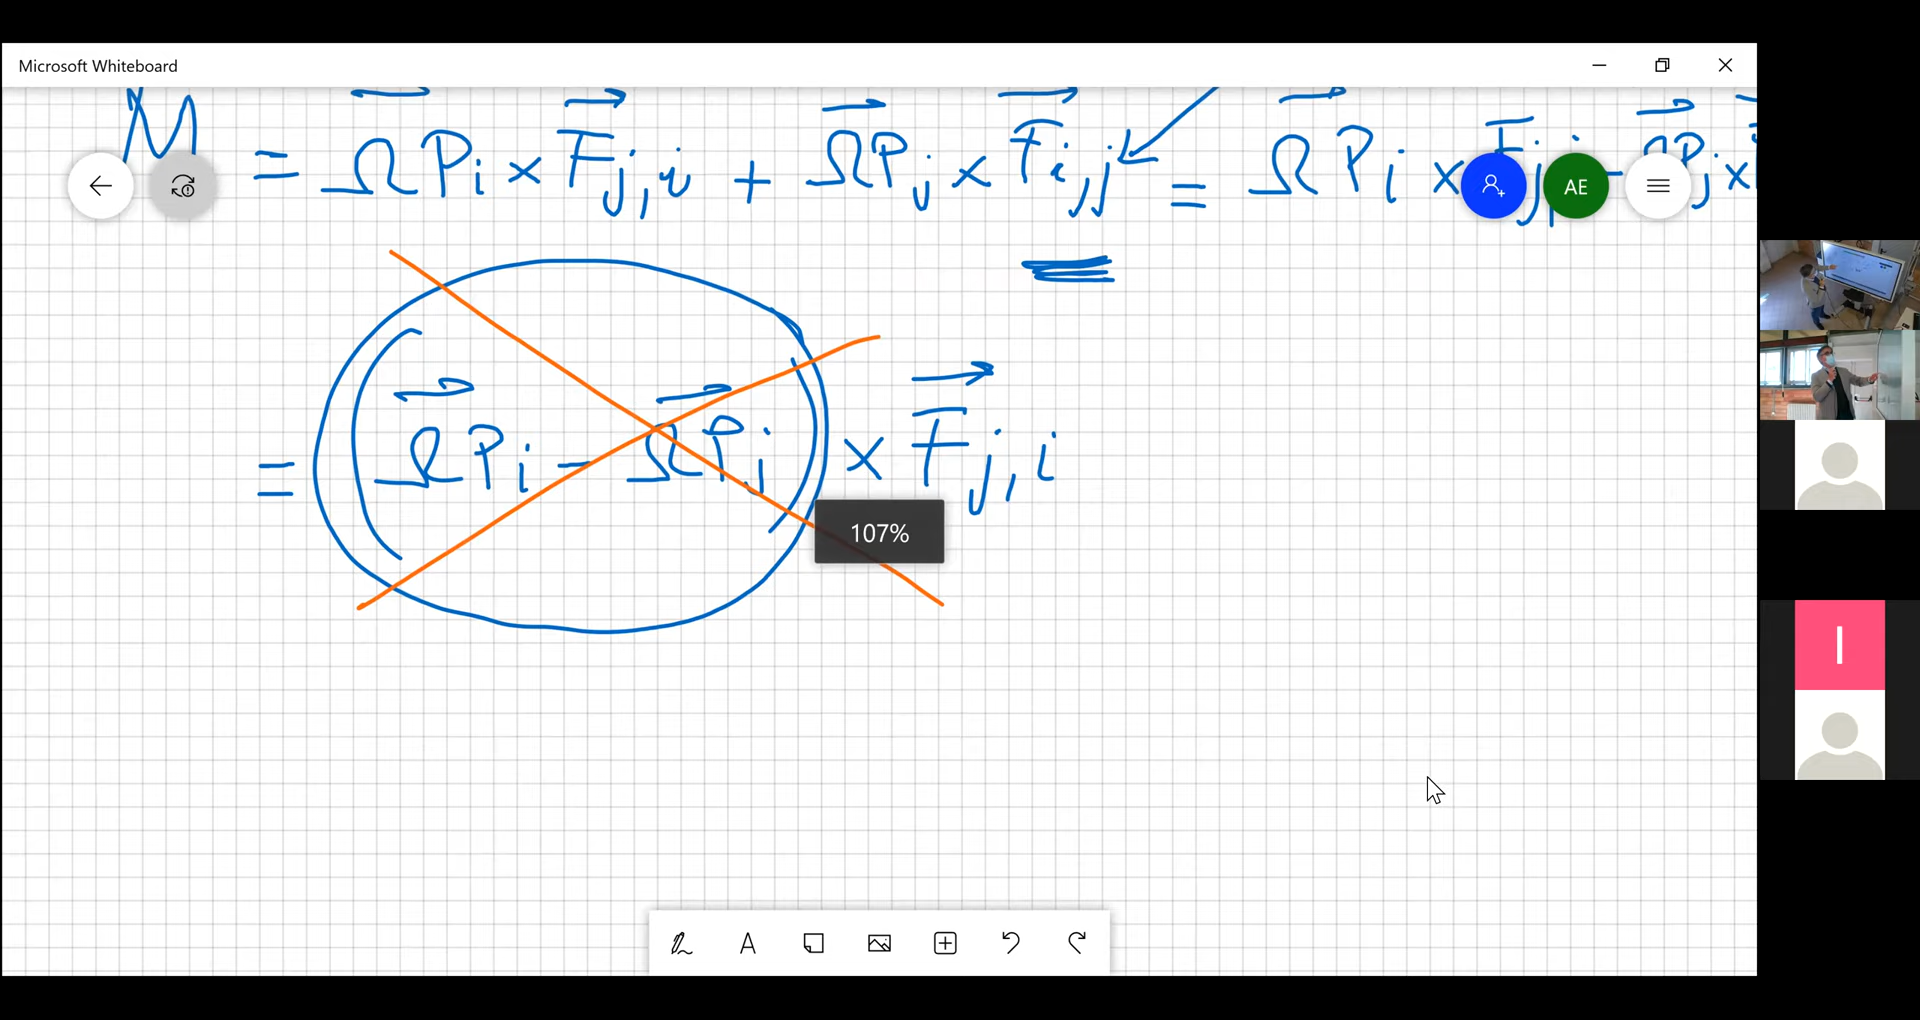 Microsoft Whiteboard
M = ΩPi × Fj,i + ΩPj × Fi,j = ΩPi × Fj,i - ΩPj ×
AE
= (ΩPi - ΩPj) × Fj,i
107%
I
A